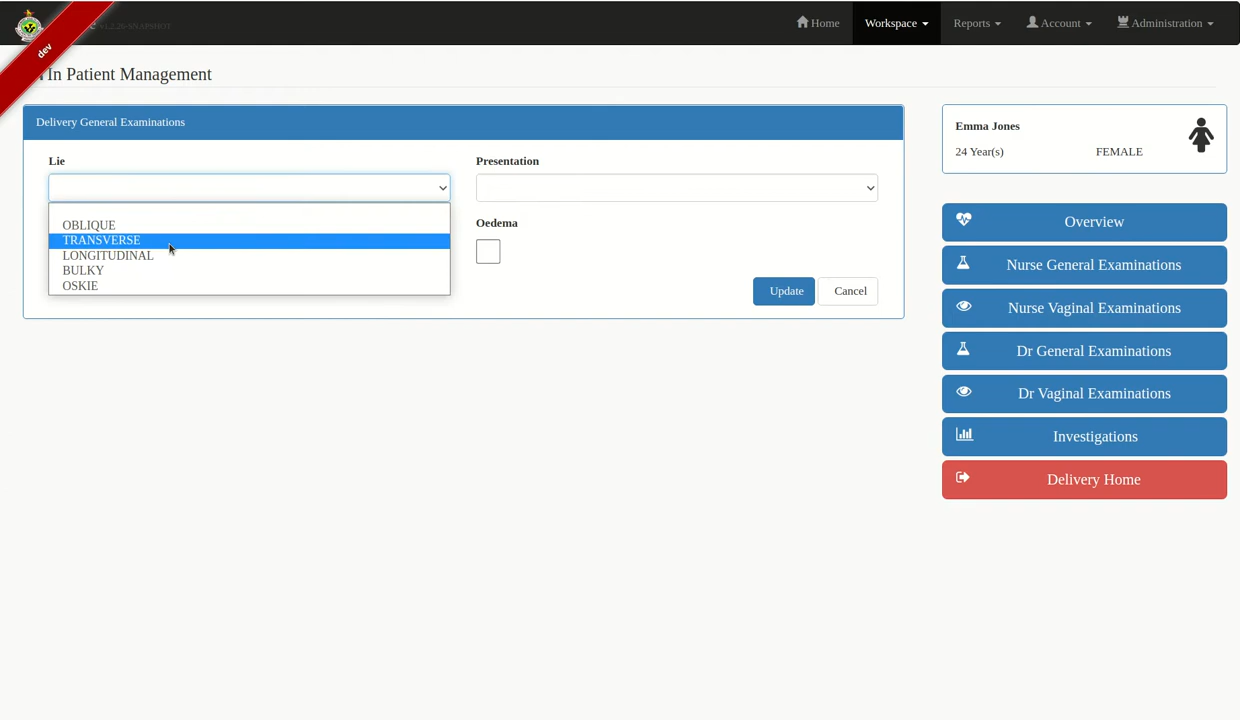 Home
Workspace
Reports
Account
Administration
dev
In Patient Management
Delivery General Examinations
Lie
Presentation
OBLIQUE
TRANSVERSE
LONGITUDINAL
BULKY
OSKIE
Oedema
Update
Cancel
Emma Jones
24 Year(s) FEMALE
Overview
Nurse General Examinations
Nurse Vaginal Examinations
Dr General Examinations
Dr Vaginal Examinations
Investigations
Delivery Home